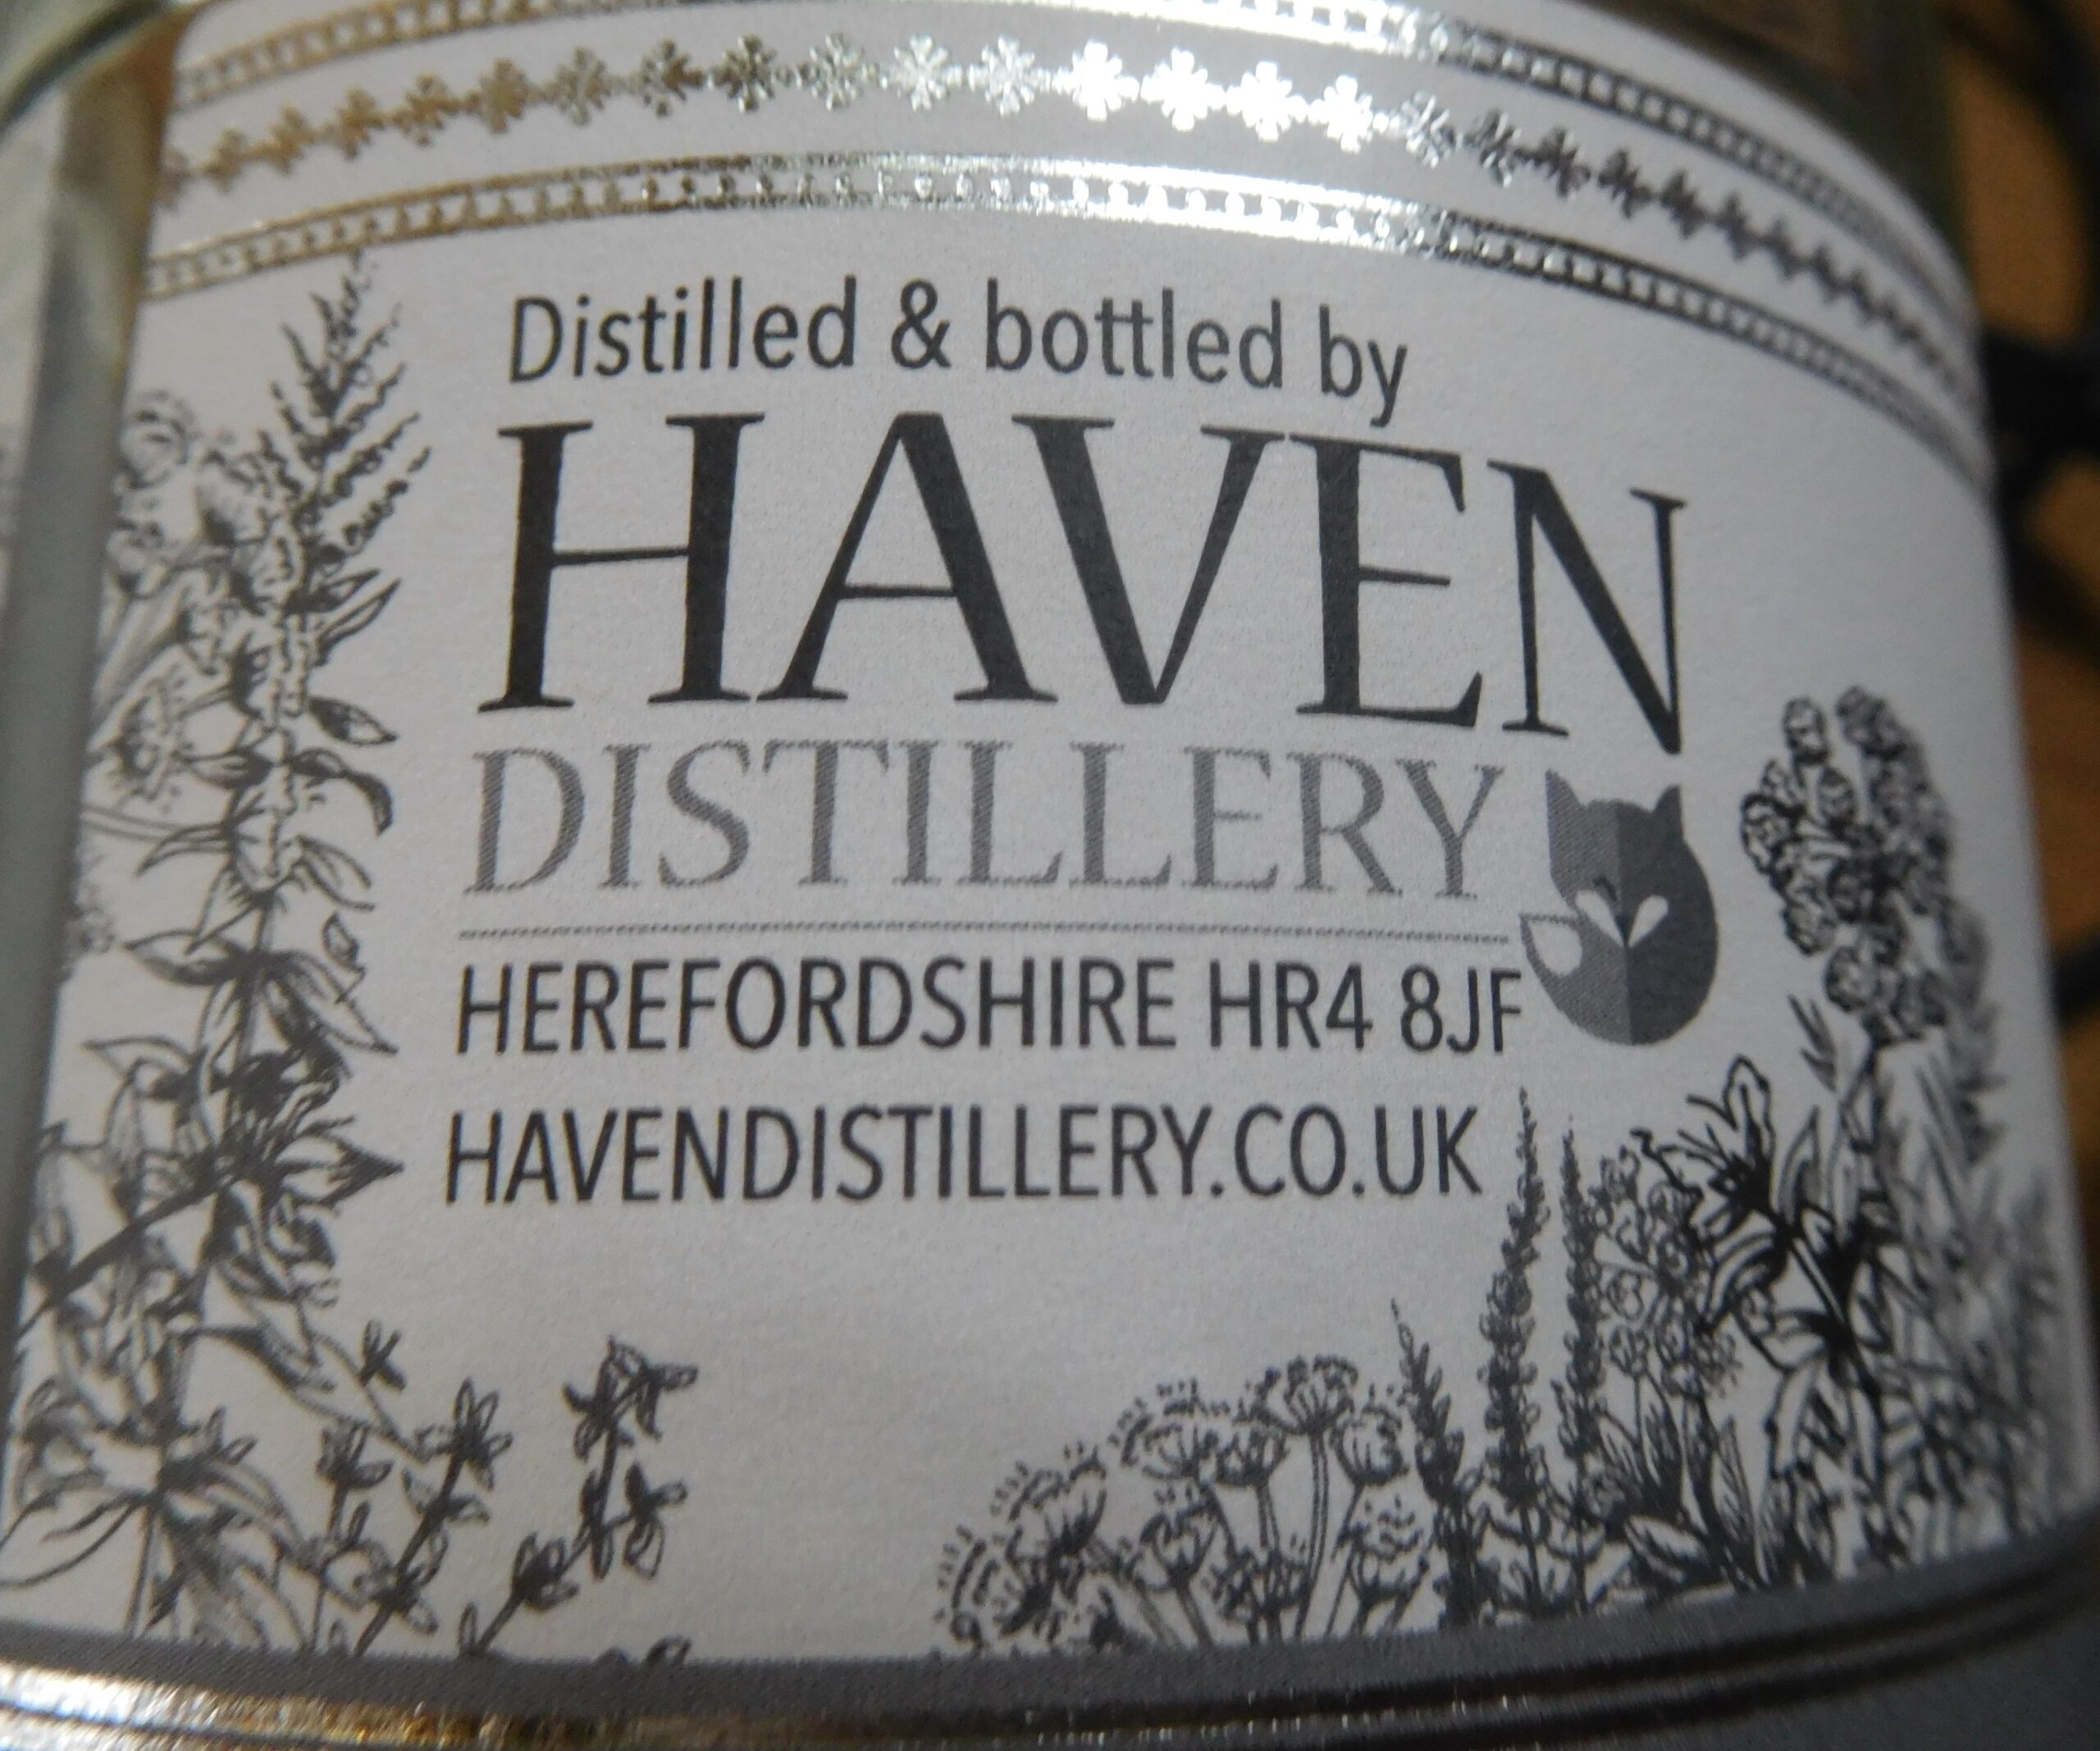 Distilled & bottled by
HAVEN
DISTILLERY
HEREFORDSHIRE HR4 8JF
HAVENDISTILLERY.CO.UK